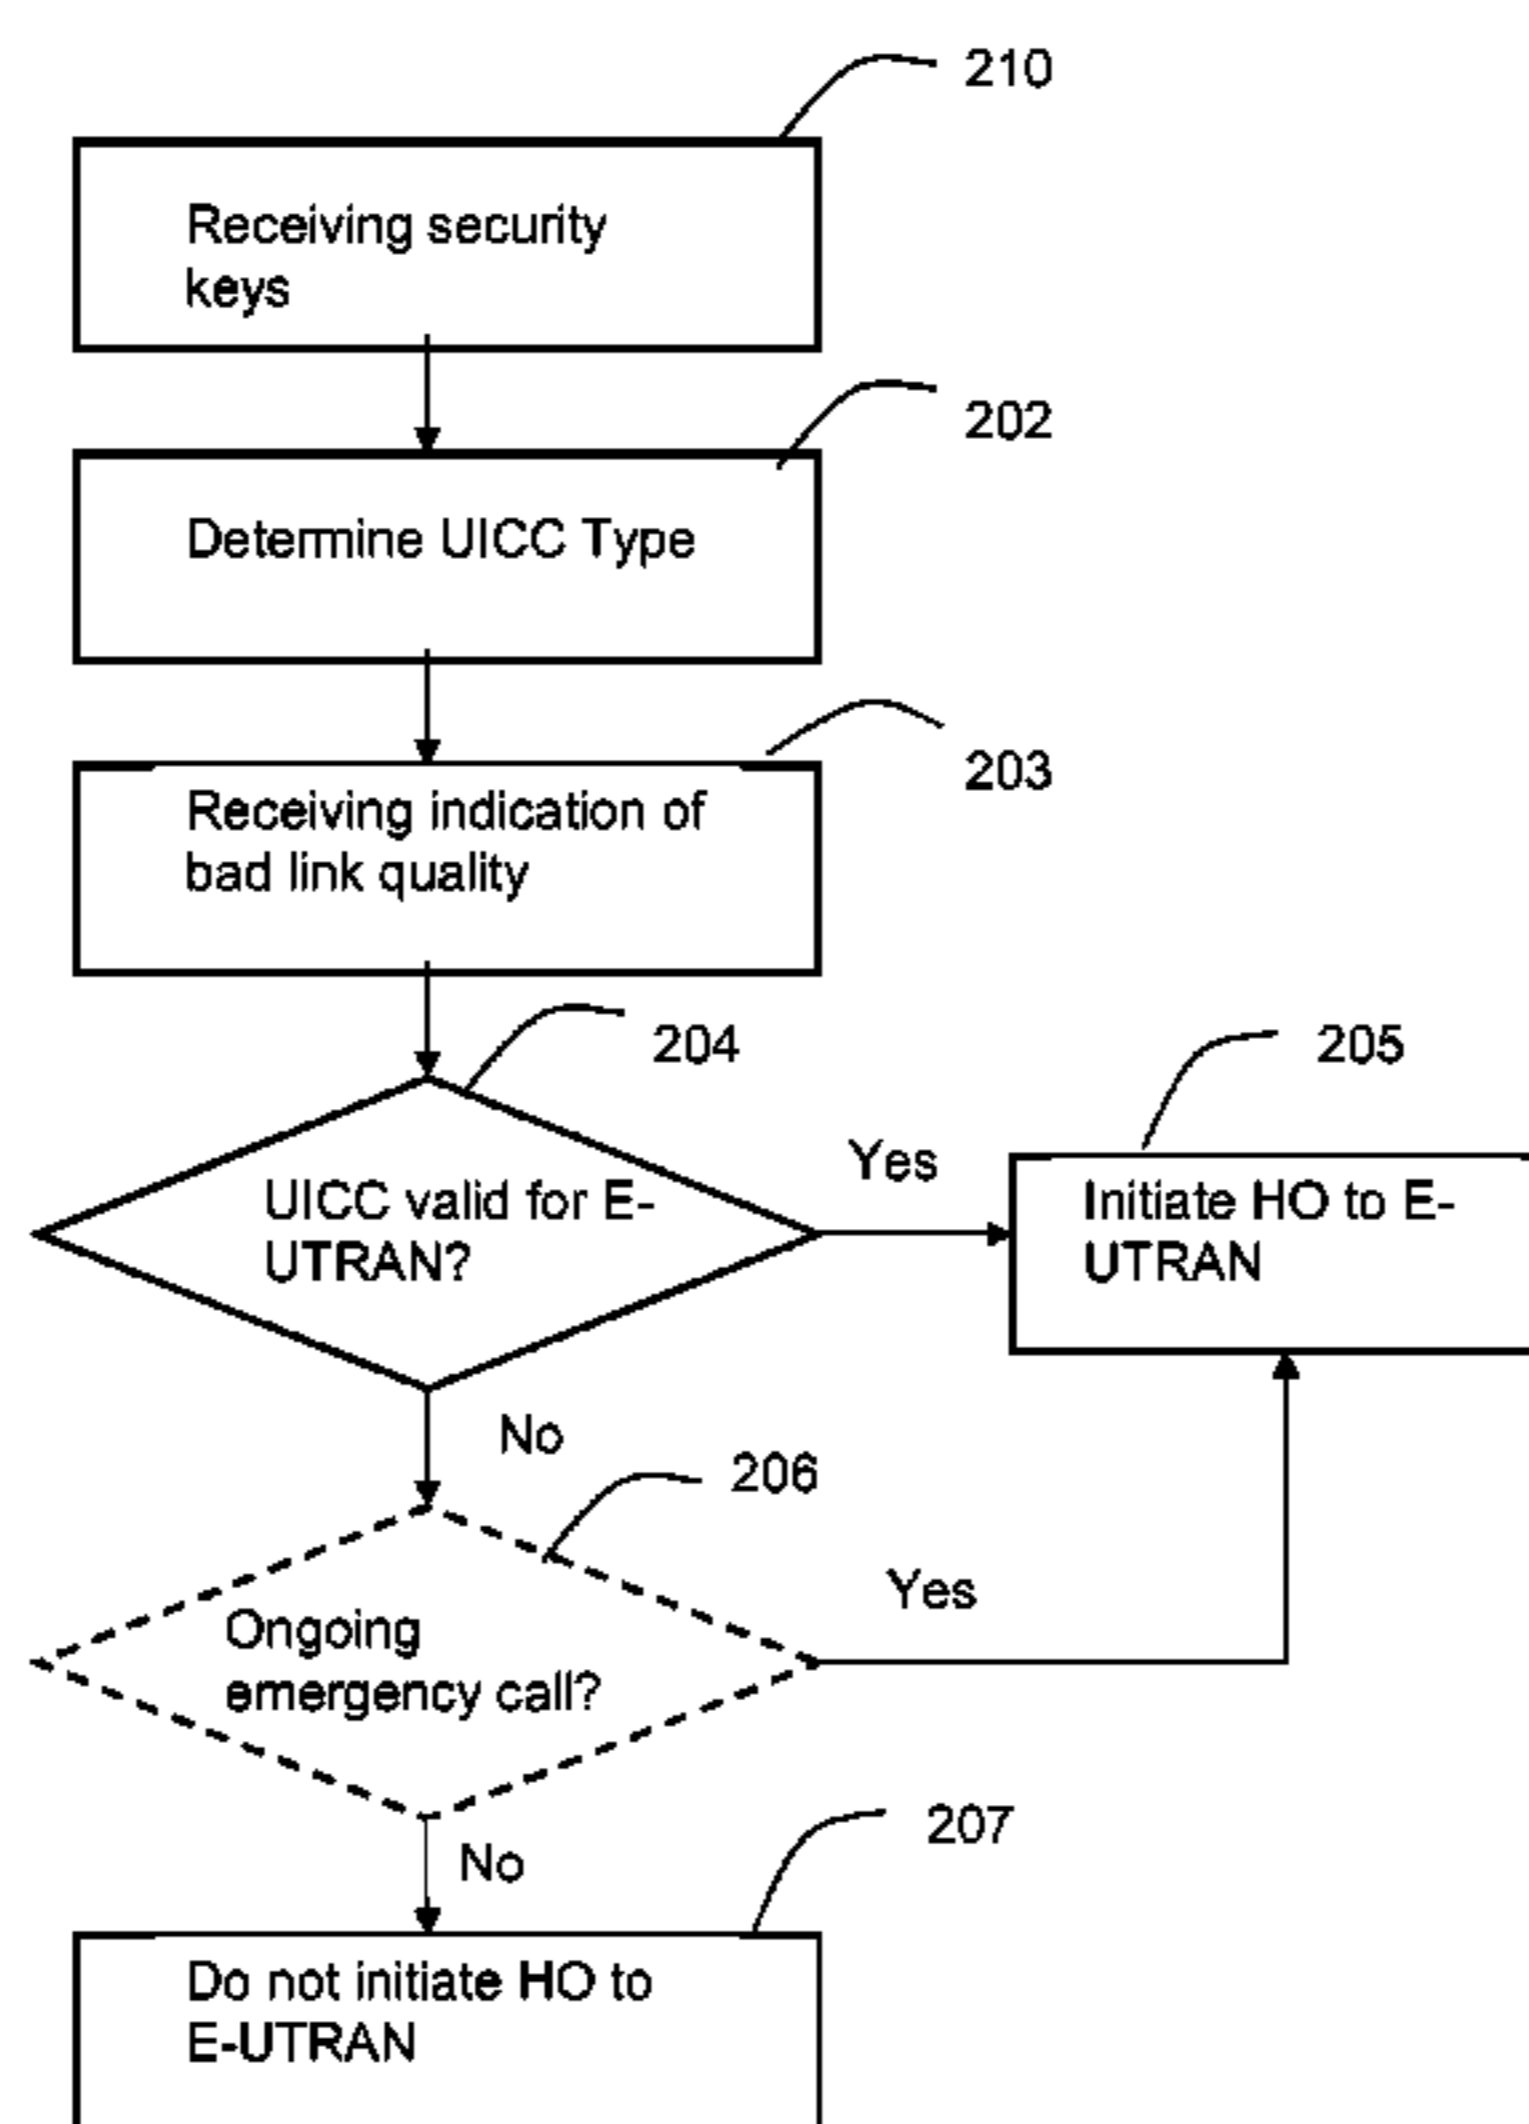 210
Receiving security
keys
202
Determine UICC Type
203
Receiving indication of
bad link quality
204
205
UICC valid for E-
UTRAN?
Yes
Initiate HO to E-
UTRAN
No
206
Ongoing
emergency call?
Yes
No
207
Do not initiate HO to
E-UTRAN